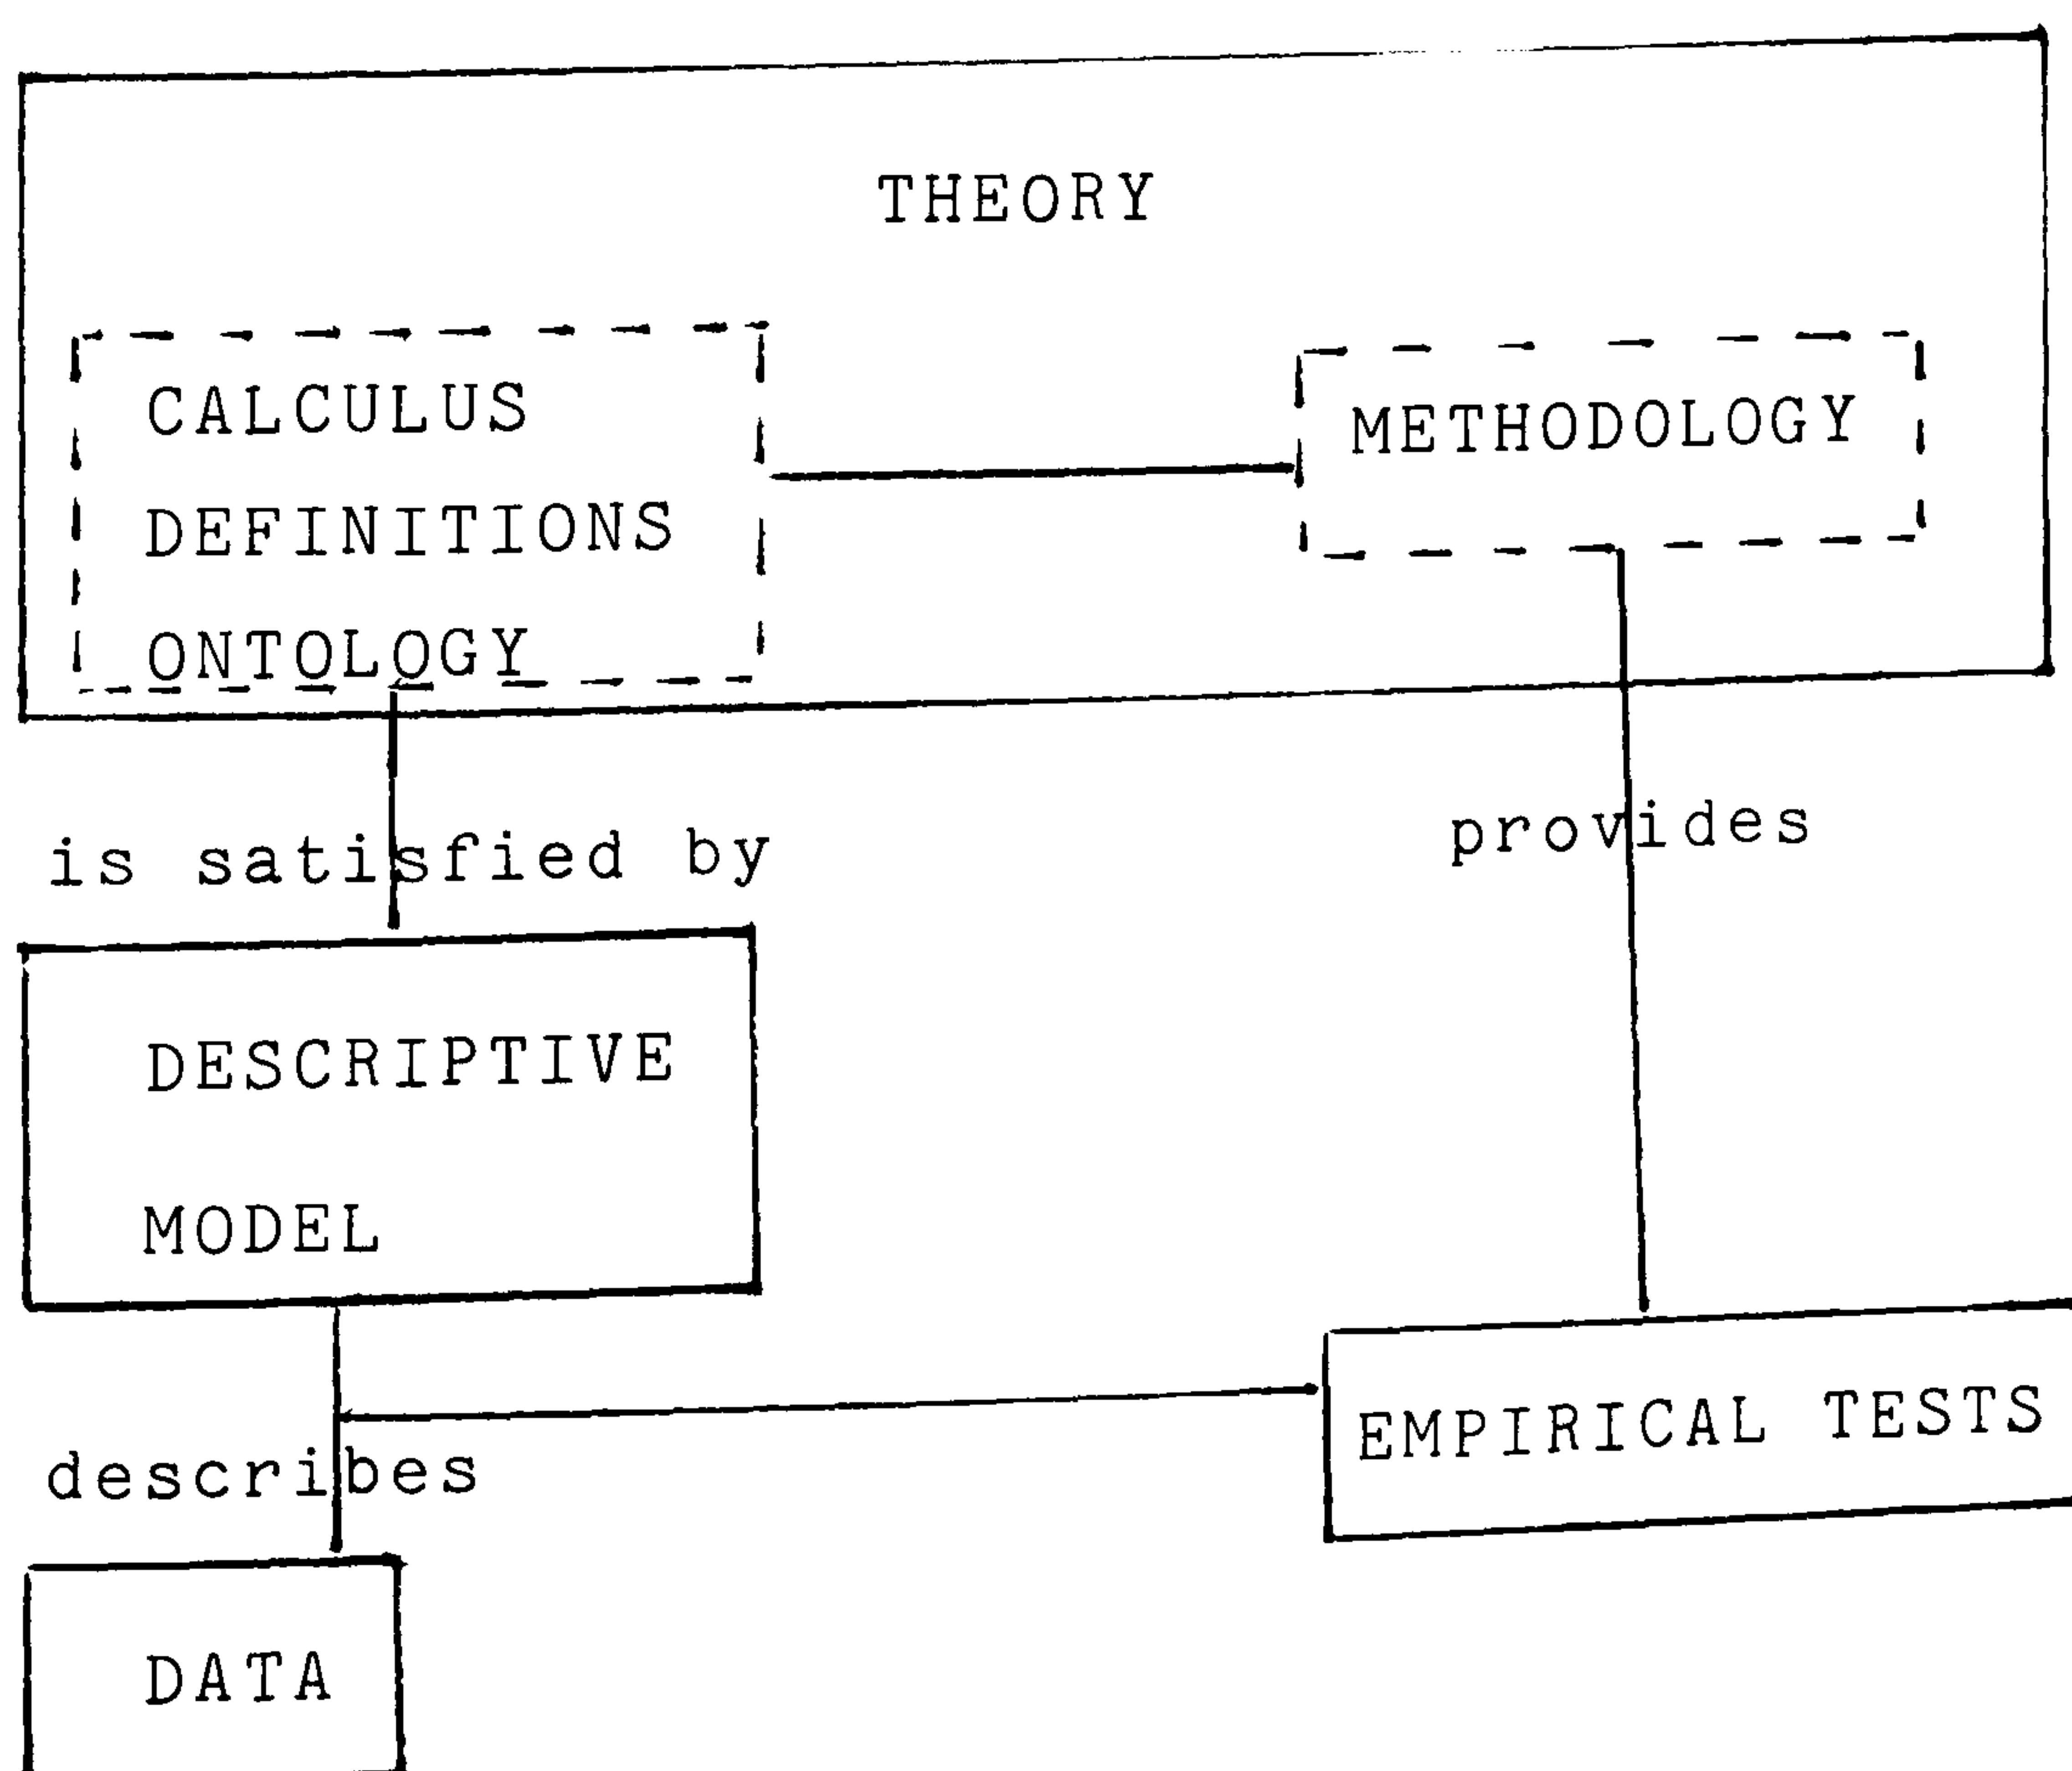 THEORY
CALCULUS
METHODOLOGY
DEFINITIONS
ONTOLOGY
is satisfied by
provides
DESCRIPTIVE
MODEL
EMPIRICAL TESTS
describes
DATA